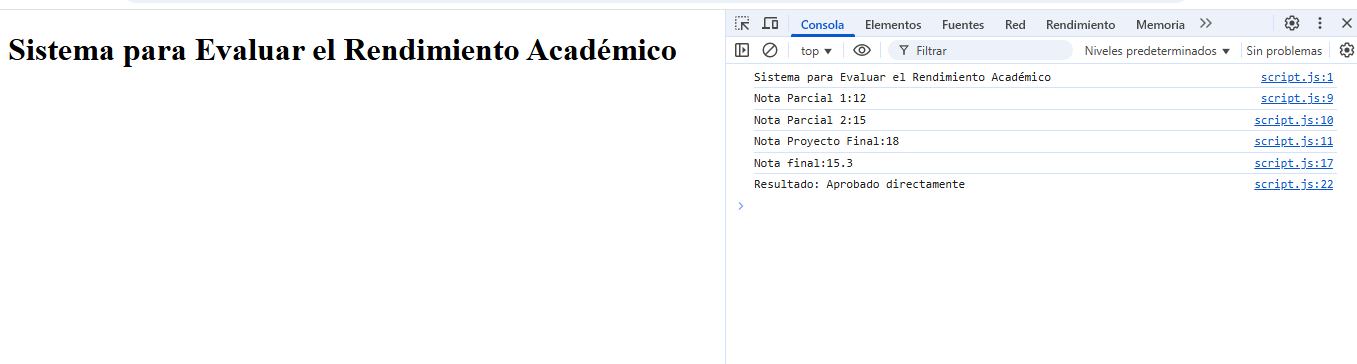 Sistema para Evaluar el Rendimiento Académico
Consola Elementos Fuentes Red Rendimiento Memoria
top ▼ Filtrar Niveles predeterminados ▼ Sin problemas
Sistema para Evaluar el Rendimiento Académico script.js:1
Nota Parcial 1:12 script.js:9
Nota Parcial 2:15 script.js:10
Nota Proyecto Final:18 script.js:11
Nota final:15.3 script.js:17
Resultado: Aprobado directamente script.js:22